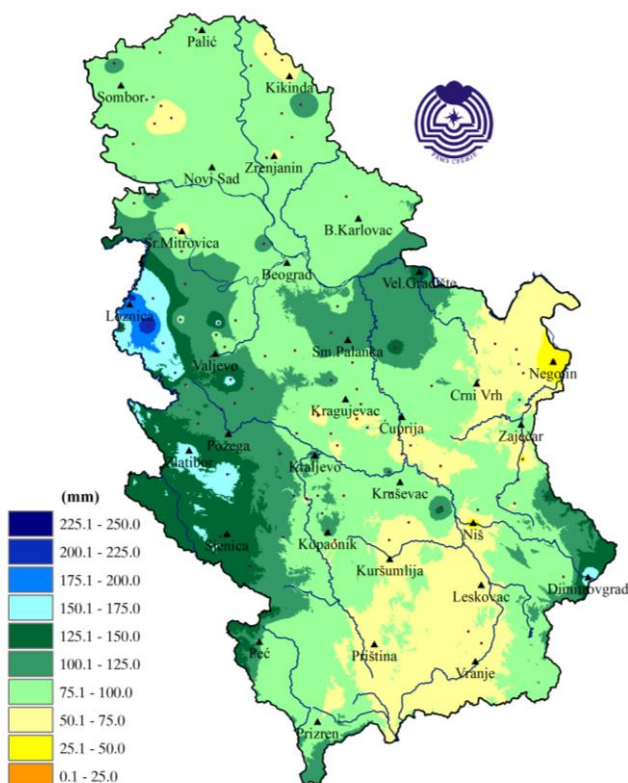 Palić
Kikinda
Sombor
Zrenjanin
Novi Sad
B.Karlovac
Sr.Mitrovica
Beograd
Vel.Gradište
Loznica
Sm.Palanka
Valjevo
Negotin
Crni Vrh
Kragujevac
Ćuprija
Zaječar
Požega
Zlatibor
Kraljevo
Kruševac
Niš
Sjenica
Kopaonik
Kuršumlija
Dimitrovgrad
Leskovac
Peć
Priština
Vranje
Prizren
(mm)
225.1 - 250.0
200.1 - 225.0
175.1 - 200.0
150.1 - 175.0
125.1 - 150.0
100.1 - 125.0
75.1 - 100.0
50.1 - 75.0
25.1 - 50.0
0.1 - 25.0